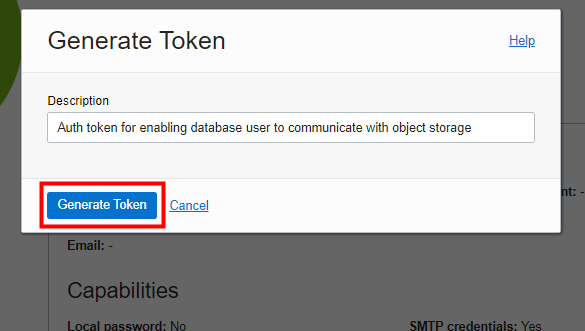 Generate Token
Help
Description
Auth token for enabling database user to communicate with object storage
Generate Token Cancel
nt: -
Email: -
Capabilities
Local password: No SMTP credentials: Yes